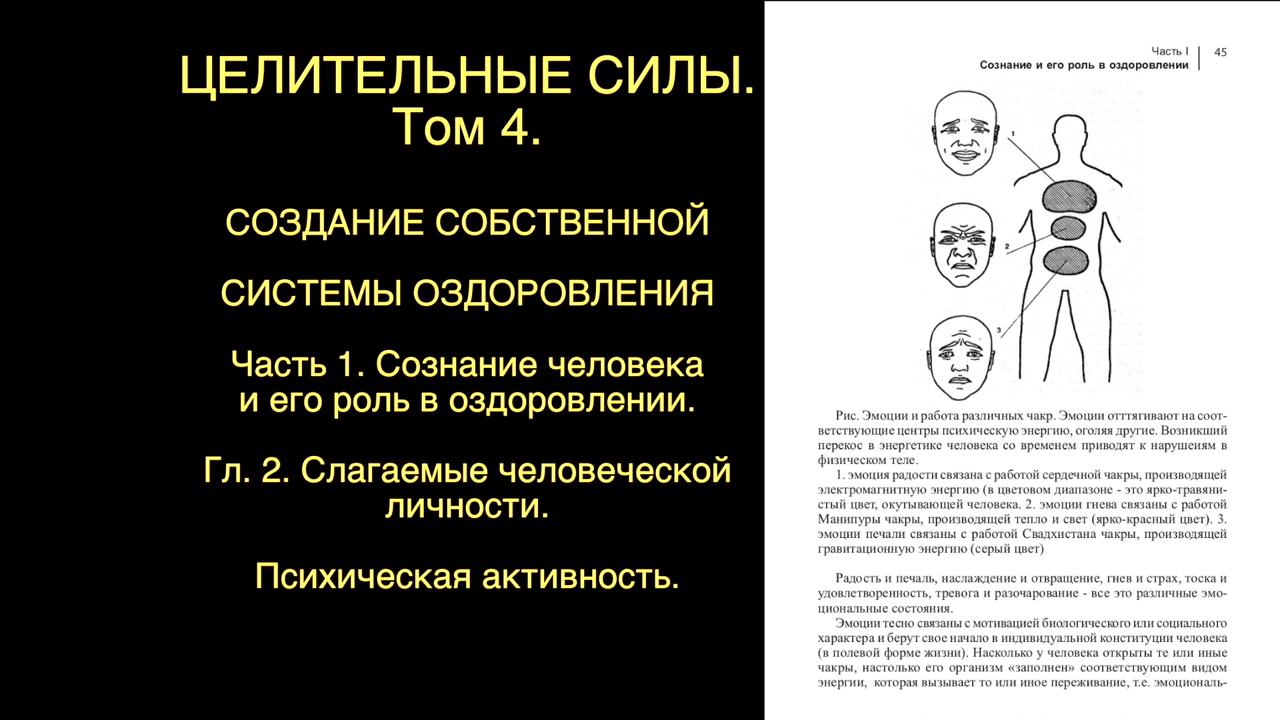 ЦЕЛИТЕЛЬНЫЕ СИЛЫ.
Том 4.
СОЗДАНИЕ СОБСТВЕННОЙ
СИСТЕМЫ ОЗДОРОВЛЕНИЯ
Часть 1. Сознание человека
и его роль в оздоровлении.
Гл. 2. Слагаемые человеческой
личности.
Психическая активность.
Часть I 45
Сознание и его роль в оздоровлении
1
2
3
Рис. Эмоции и работа различных чакр. Эмоции отттягивают на соот-
ветствующие центры психическую энергию, оголяя другие. Возникший
перекос в энергетике человека со временем приводят к нарушеиям в
физическом теле.
1. эмоция радости связана с работой сердечной чакры, производящей
электромагнитную энергию (в цветовом диапазоне - это ярко-травяни-
стый цвет, окутывающей человека. 2. эмоции гнева связаны с работой
Манипуры чакры, производящей тепло и свет (ярко-красный цвет). 3.
эмоции печали связаны с работой Свадхистана чакры, производящей
гравитационную энергию (серый цвет)
Радость и печаль, наслаждение и отвращение, гнев и страх, тоска и
удовлетворенность, тревога и разочарование - все это различные эмо-
циональные состояния.
Эмоции тесно связаны с мотивацией биологического или социального
характера и берут свое начало в индивидуальной конституции человека
(в полевой форме жизни). Насколько у человека открыты те или иные
чакры, настолько его организм «заполнен» соответствующим видом
энергии, которая вызывает то или иное переживание, т.е. эмоциональ-